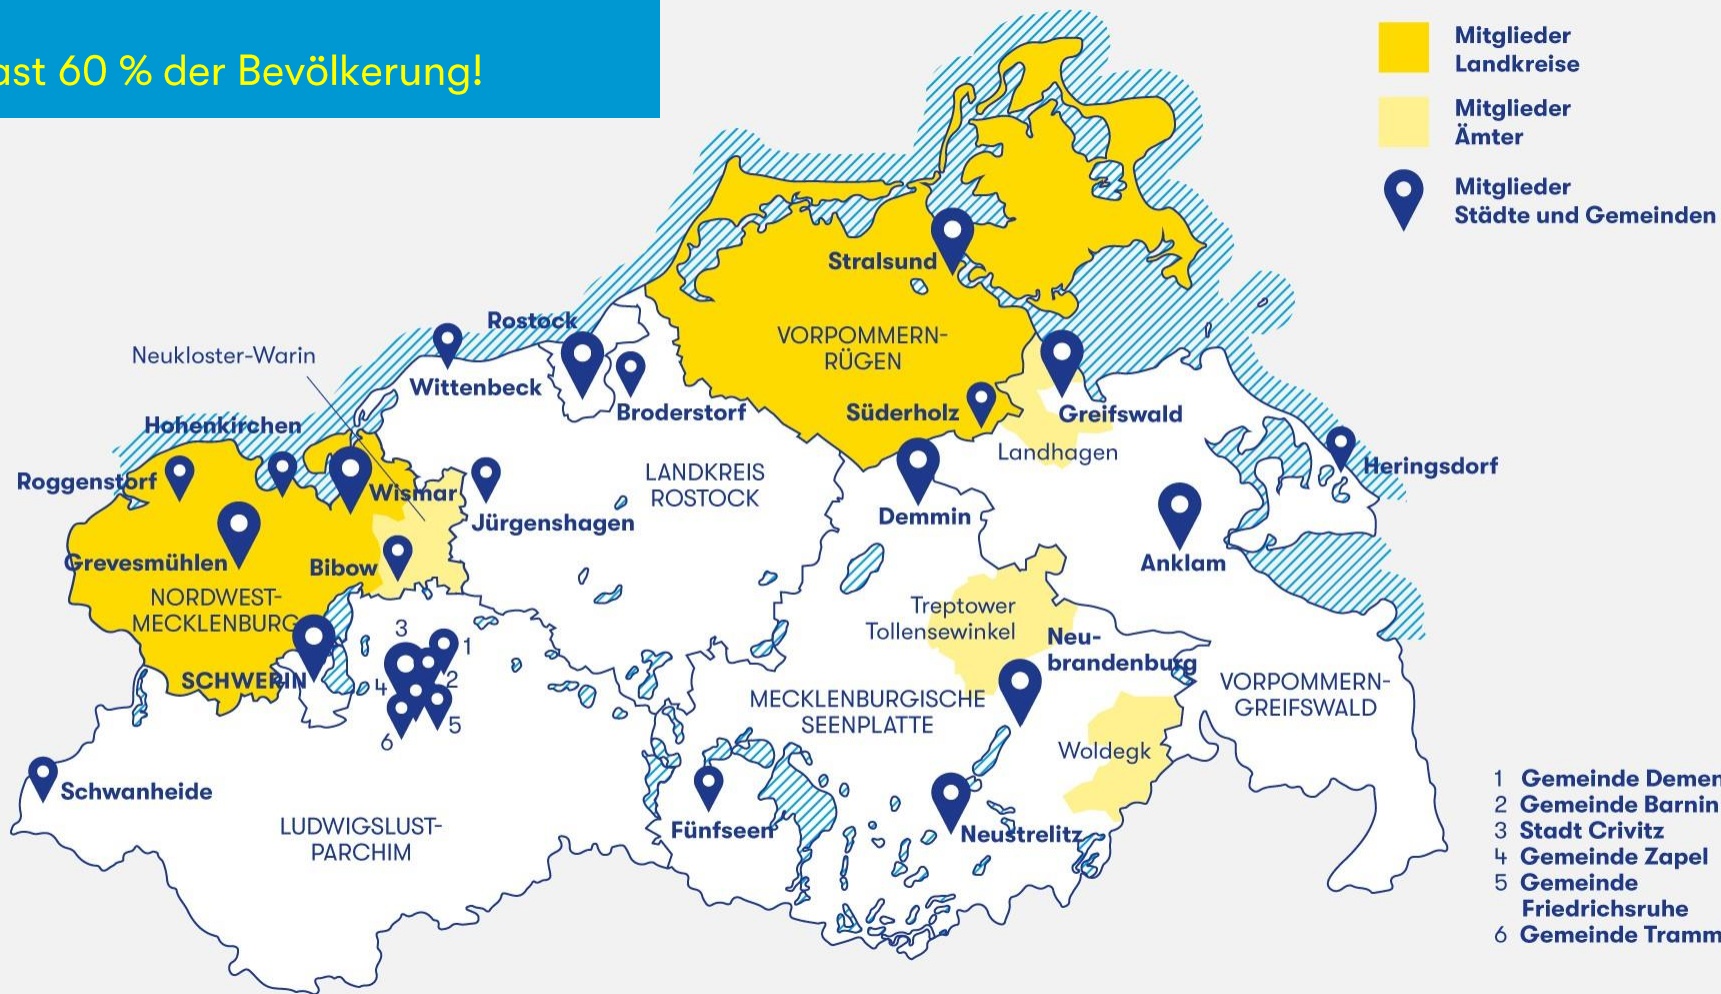 60 % der Bevölkerung!
Mitglieder
Landkreise
Mitglieder
Ämter
Mitglieder
Städte und Gemeinden
Stralsund
Rostock
VORPOMMERN-
RÜGEN
Neukloster-Warin
Wittenbeck
Broderstorf
Süderholz
Greifswald
Hohenkirchen
Landhagen
Roggenstorf
Wismar
LANDKREIS
ROSTOCK
Heringsdorf
Jürgenshagen
Demmin
Grevesmühlen
Bibow
Anklam
NORDWEST-
MECKLENBURG
Treptower
Tollensewinkel
Neu-
brandenburg
3
1
2
4
5
6
SCHWERIN
MECKLENBURGISCHE
SEENPLATTE
VORPOMMERN-
GREIFSWALD
Woldegk
Schwanheide
LUDWIGSLUST-
PARCHIM
Fünfseen
Neustrelitz
1 Gemeinde Demen
2 Gemeinde Barnin
3 Stadt Crivitz
4 Gemeinde Zapel
5 Gemeinde
Friedrichsruhe
6 Gemeinde Tramm